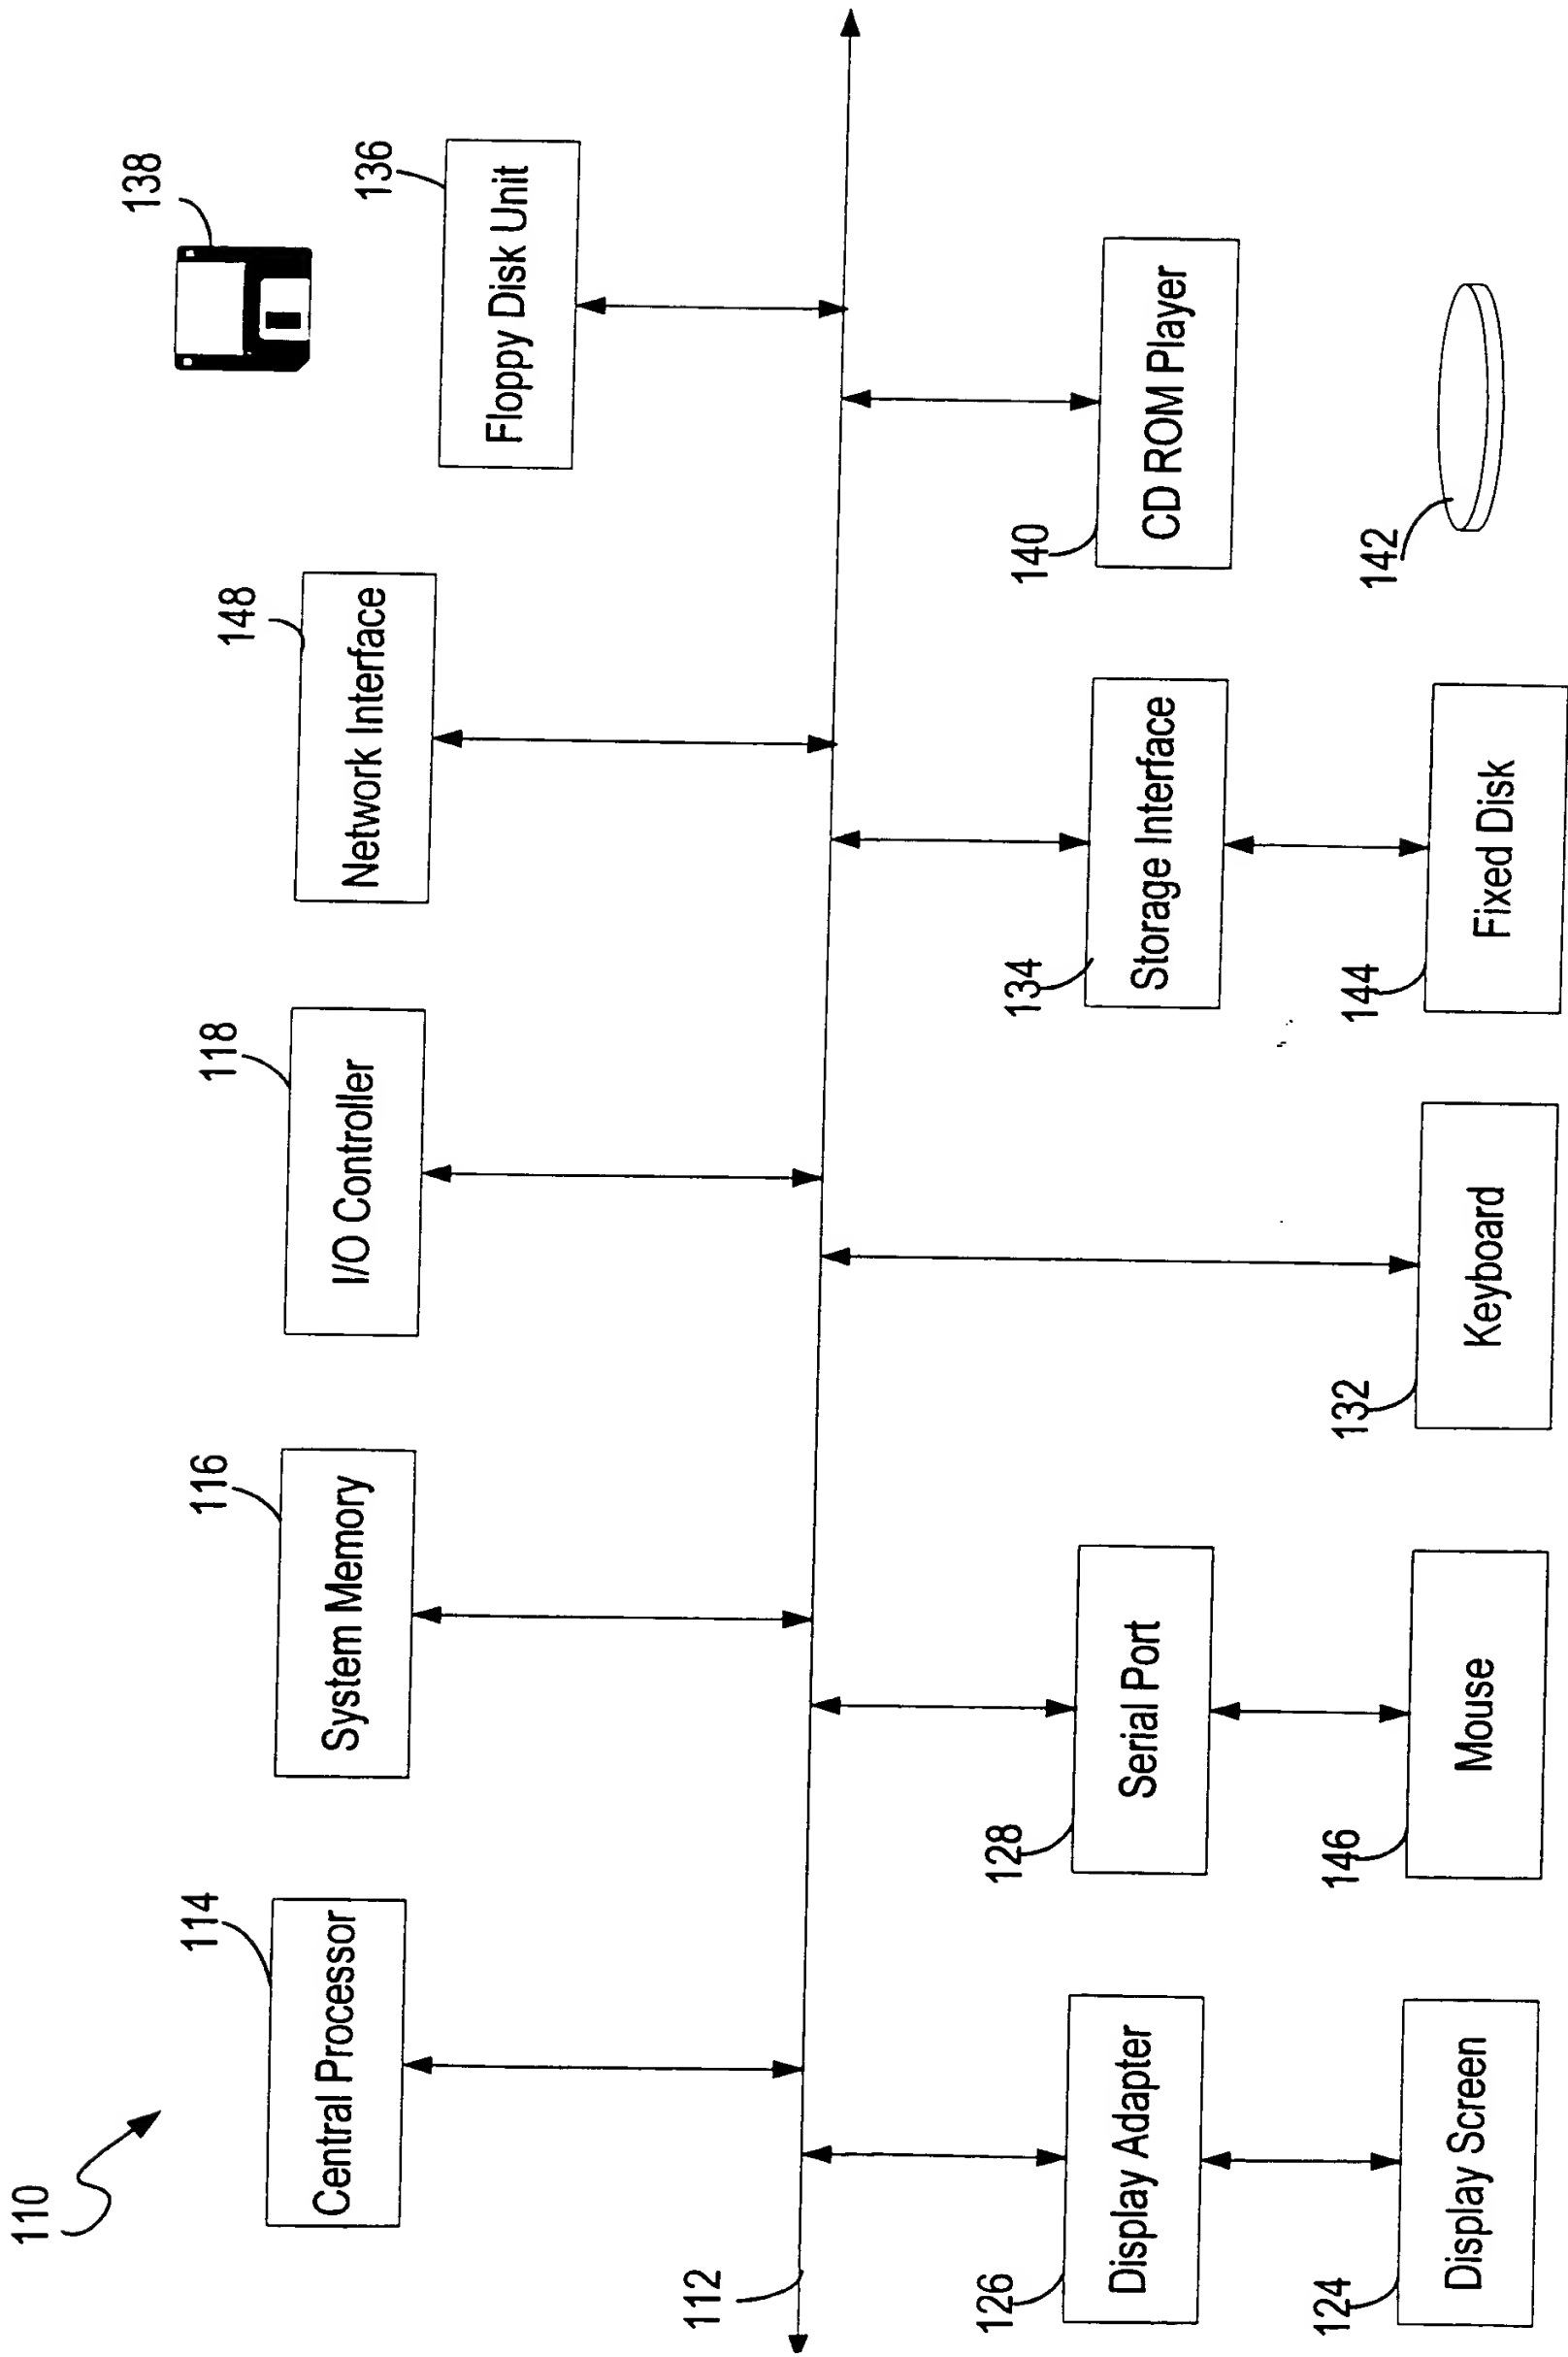 110
114
Central Processor
116
System Memory
118
I/O Controller
148
Network Interface
138
136
Floppy Disk Unit
112
126
Display Adapter
128
Serial Port
134
Storage Interface
140
CD ROM Player
124
Display Screen
146
Mouse
132
Keyboard
144
Fixed Disk
142